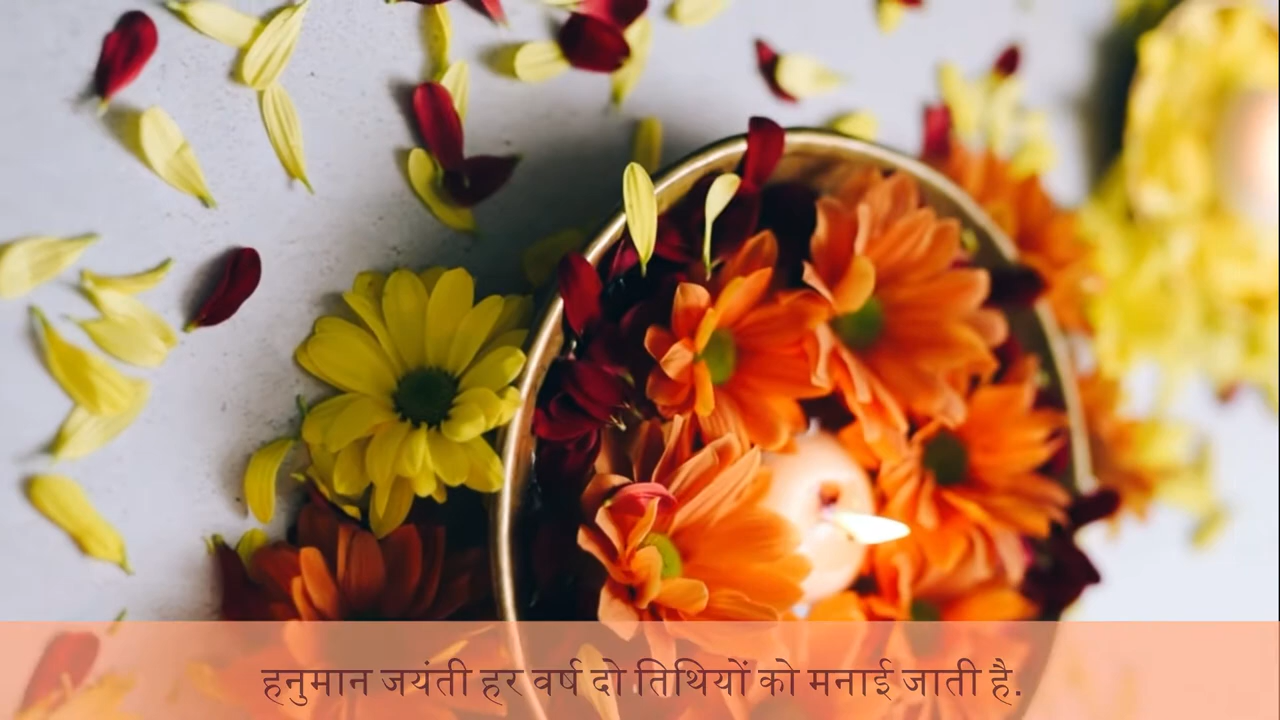 हनुमान जयंती हर वर्ष दो तिथियों को मनाई जाती है.